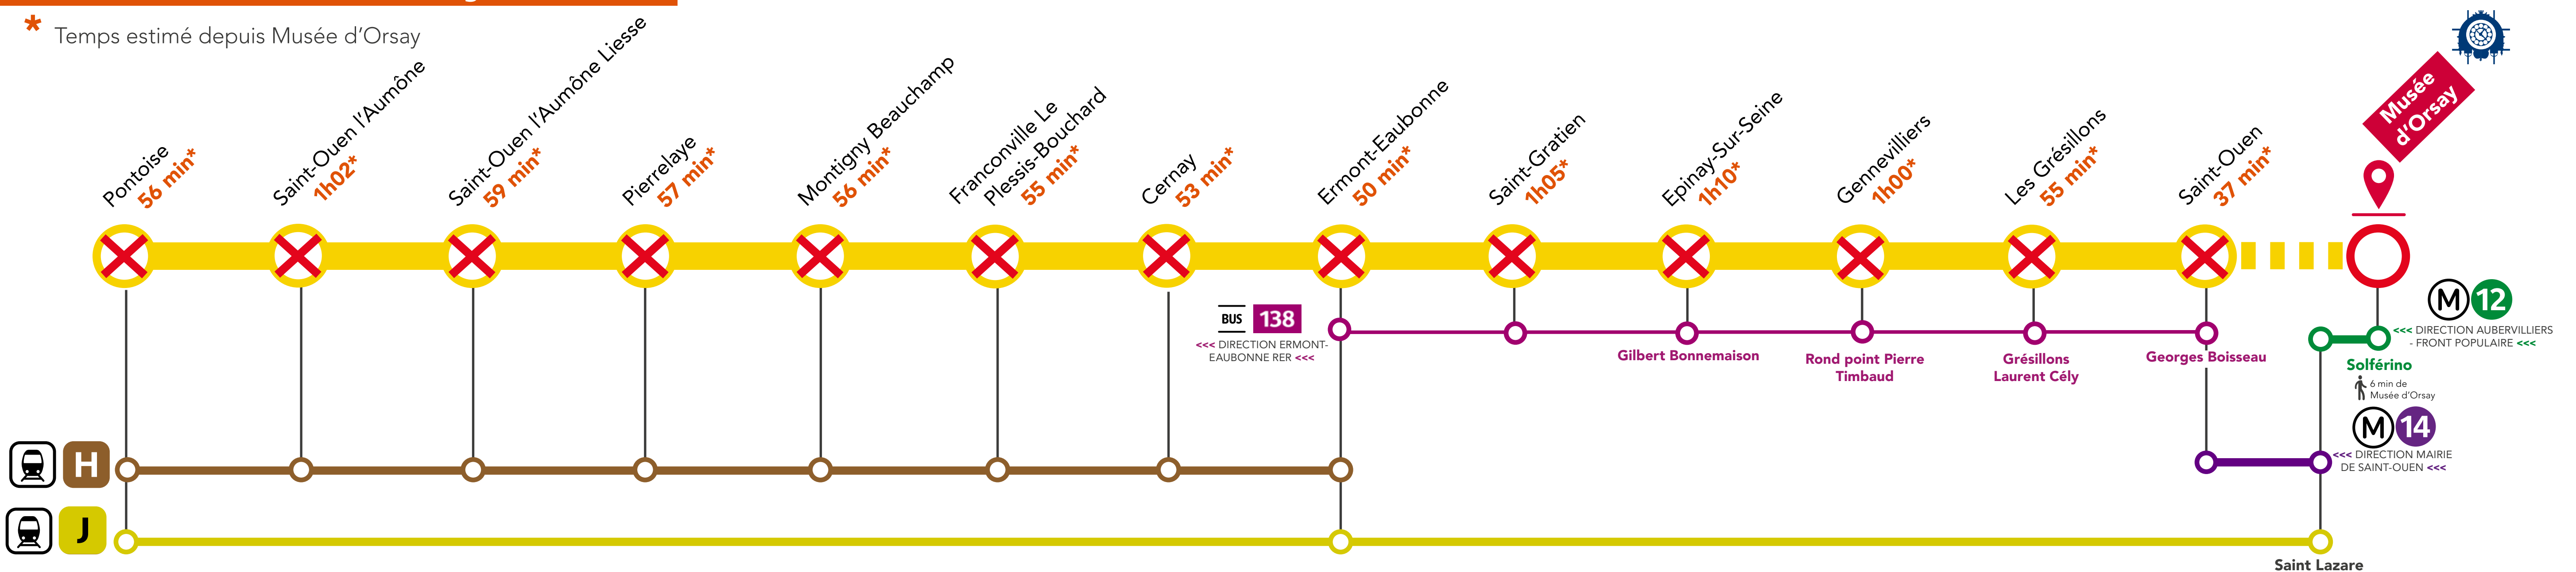 * Temps estimé depuis Musée d'Orsay
Pontoise
56 min*
Saint-Ouen l'Aumône
1h02*
Saint-Ouen l'Aumône Liesse
59 min*
Pierrelaye
57 min*
Montigny Beauchamp
56 min*
Franconville Le
Plessis-Bouchard
55 min*
Cernay
53 min*
Ermont-Eaubonne
50 min*
Saint-Gratien
1h05*
Epinay-Sur-Seine
1h10*
Gennevilliers
1h00*
Les Grésillons
55 min*
Saint-Ouen
37 min*
Musée
d'Orsay
BUS 138
<<< DIRECTION ERMONT-
EAUBONNE RER <<<
Gilbert Bonnemaison
Rond point Pierre
Timbaud
Grésillons
Laurent Cély
Georges Boisseau
M 12
<<< DIRECTION AUBERVILLIERS
- FRONT POPULAIRE <<<
Solférino
6 min de
Musée d'Orsay
M 14
<<< DIRECTION MAIRIE
DE SAINT-OUEN <<<
H
J
Saint Lazare